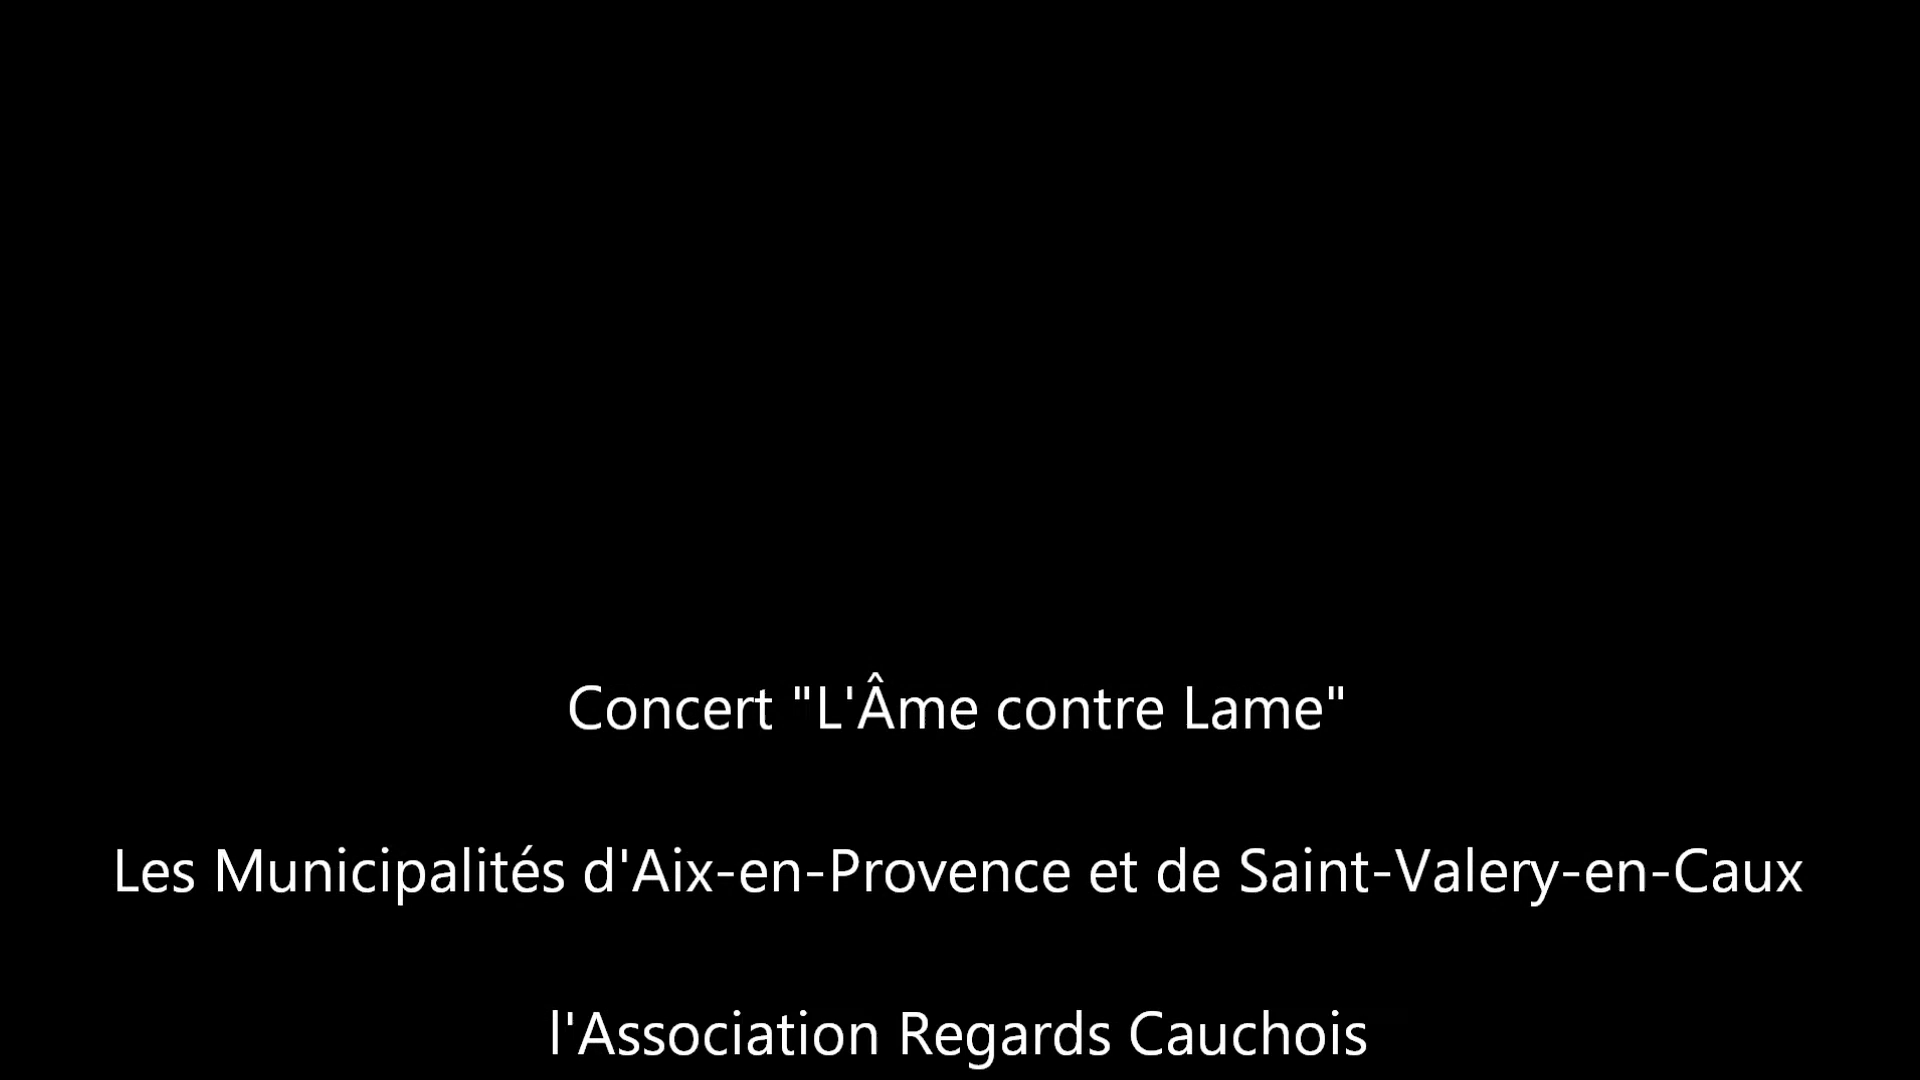 Concert "L'Âme contre Lame"
Les Municipalités d'Aix-en-Provence et de Saint-Valery-en-Caux
l'Association Regards Cauchois